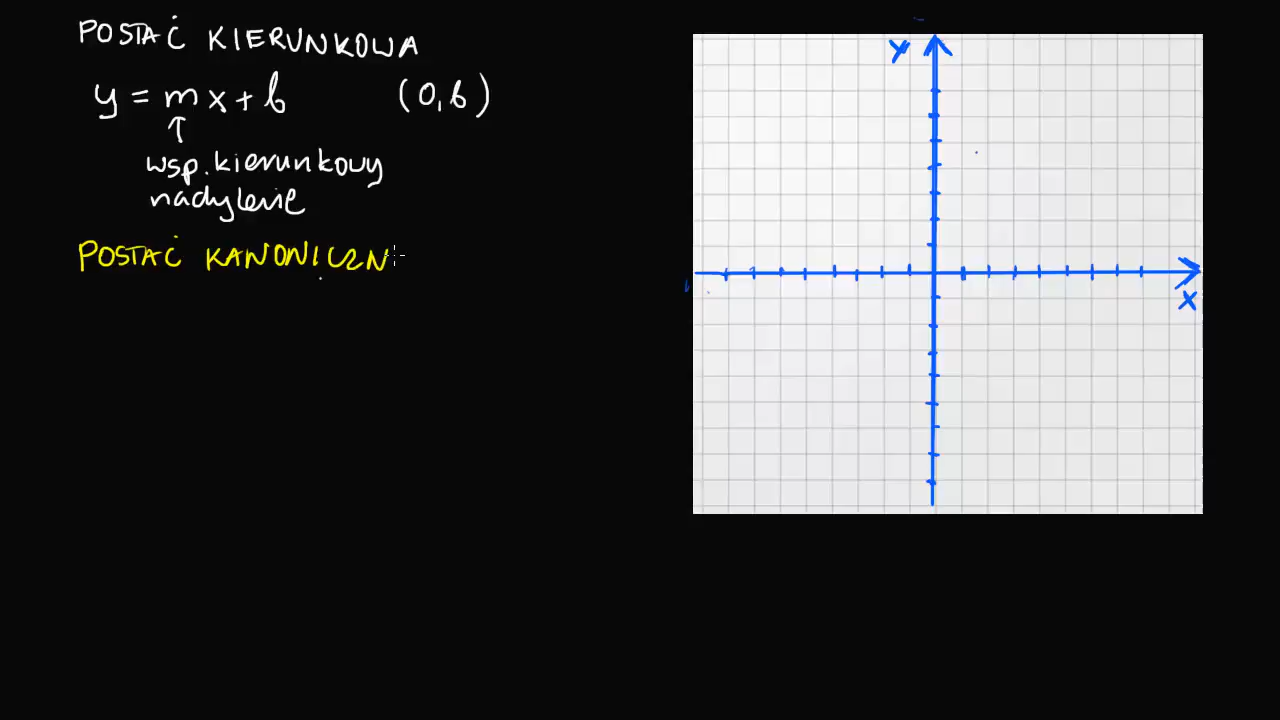 POSTAĆ KIERUNKOWA
y = mx + b (0, b)
↑
wsp. kierunkowy
nachylenie
POSTAĆ KANONICZN
y
x